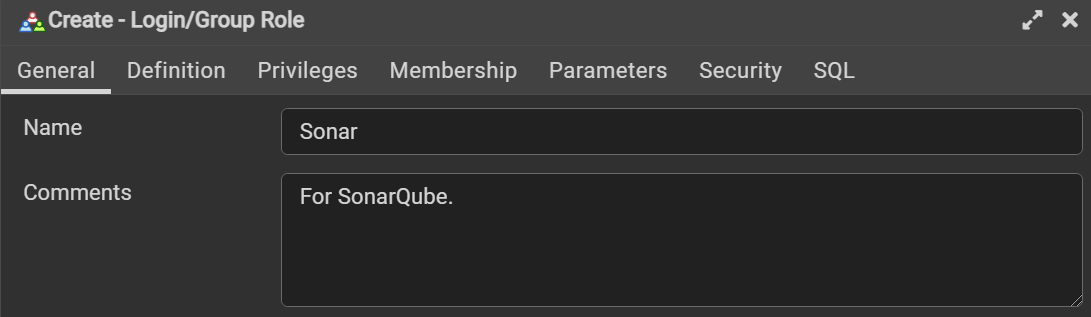 Create - Login/Group Role
General Definition Privileges Membership Parameters Security SQL
Name Sonar
Comments For SonarQube.